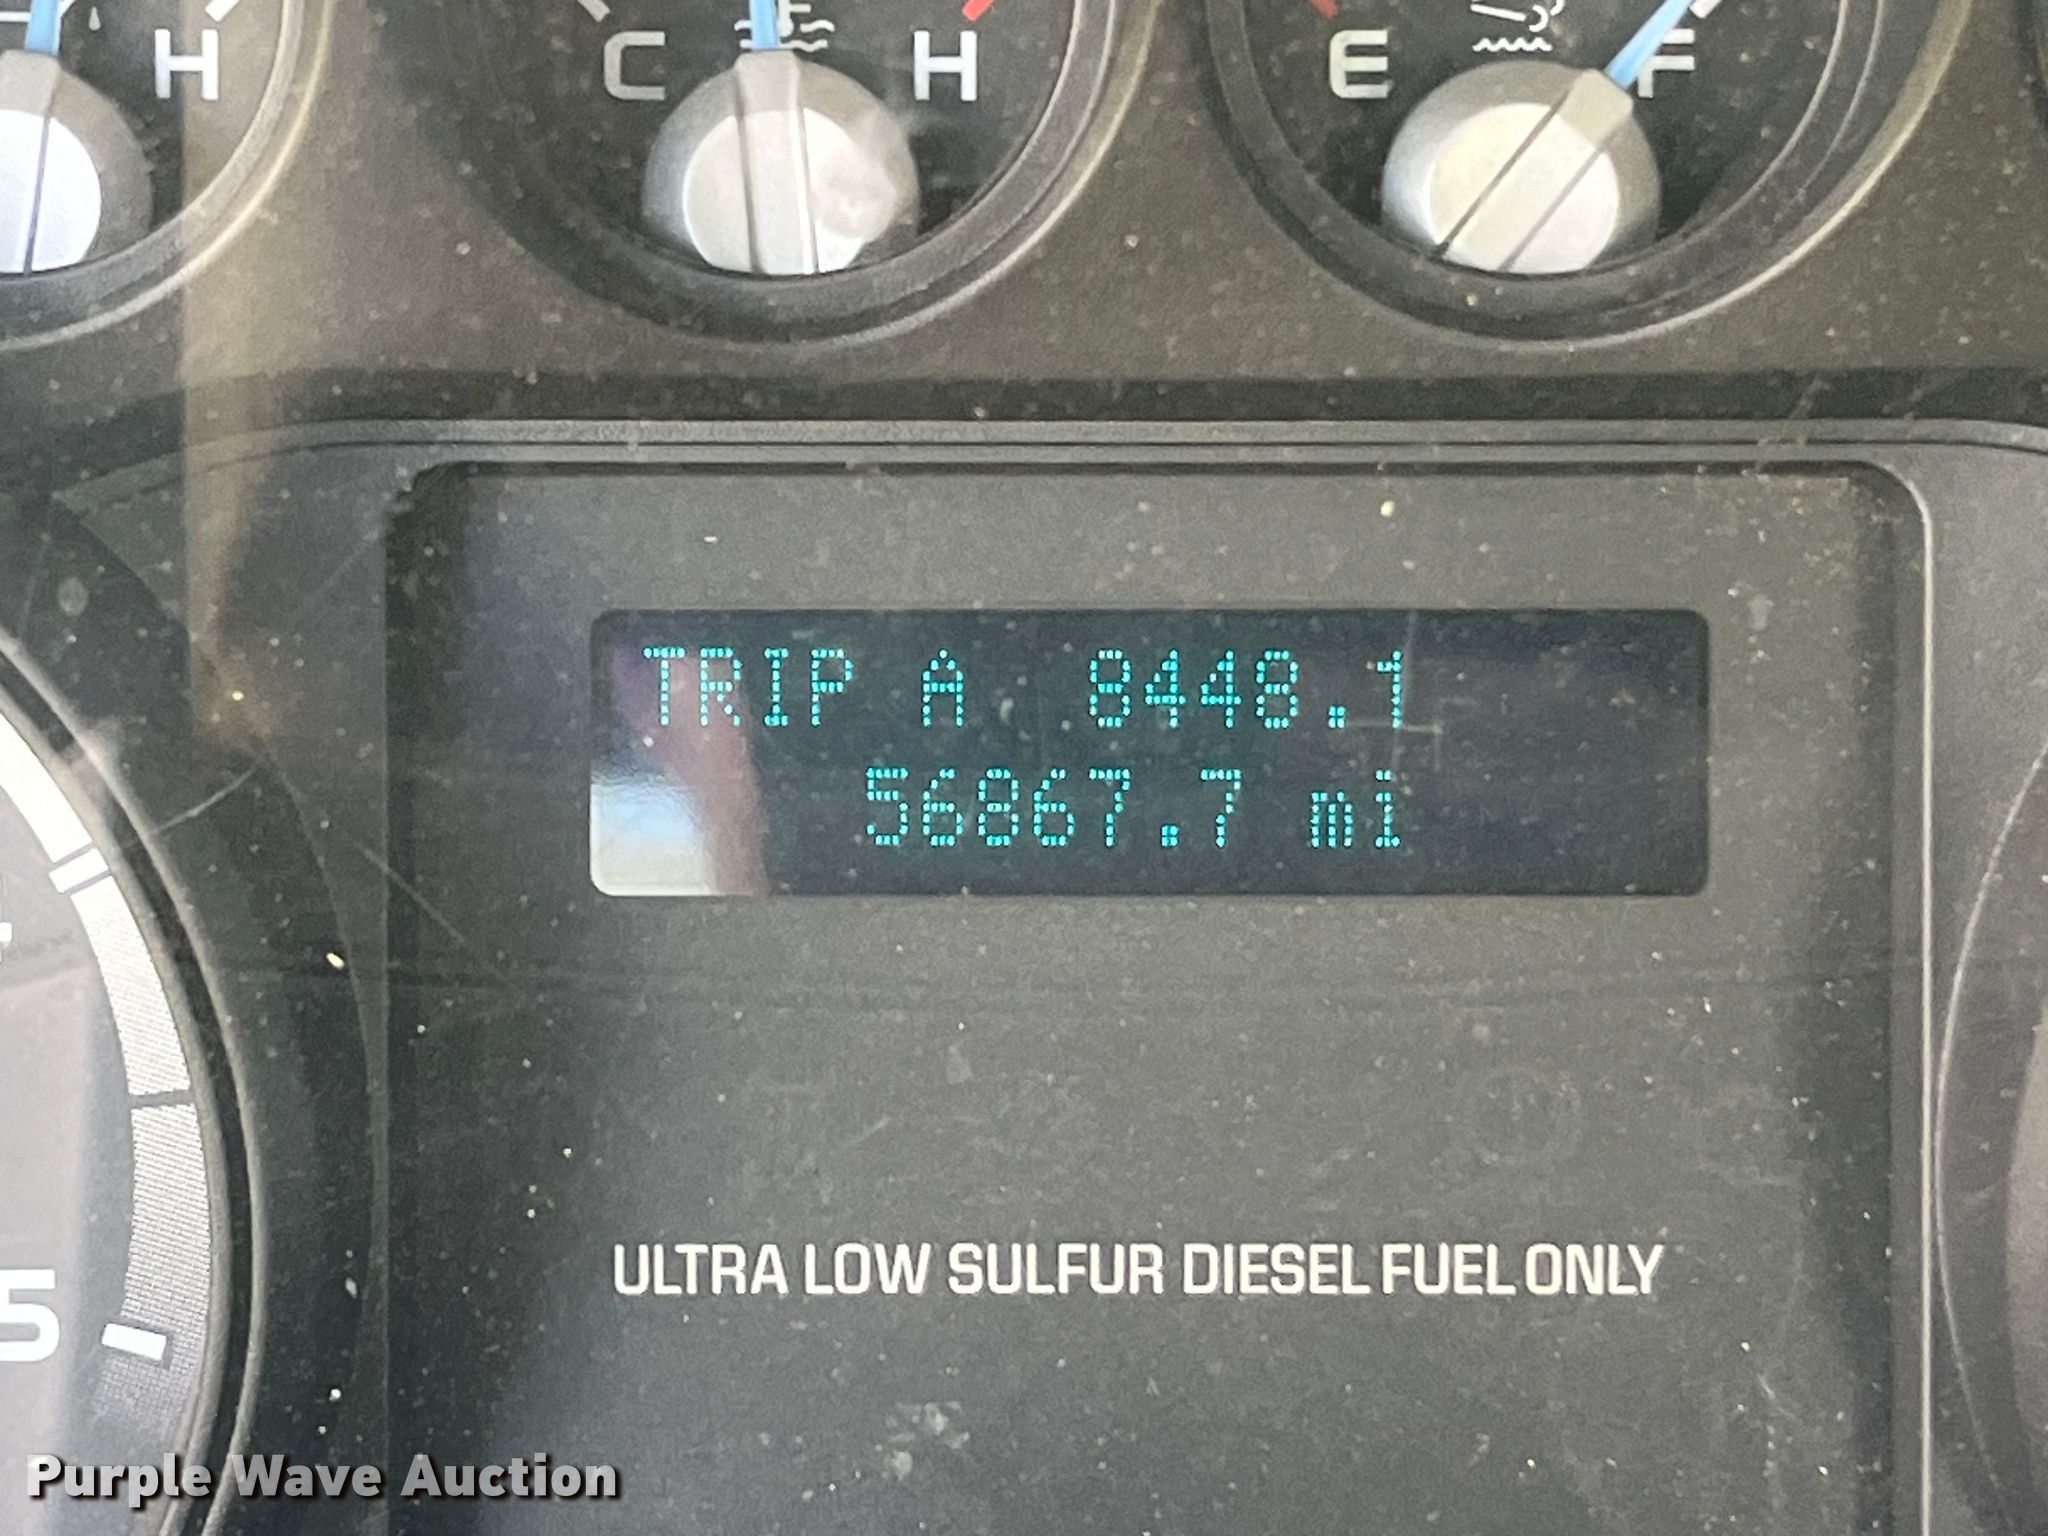 H
C H
E F
TRIP A 8448.1
56867.7 mi
ULTRA LOW SULFUR DIESEL FUEL ONLY
5
Purple Wave Auction